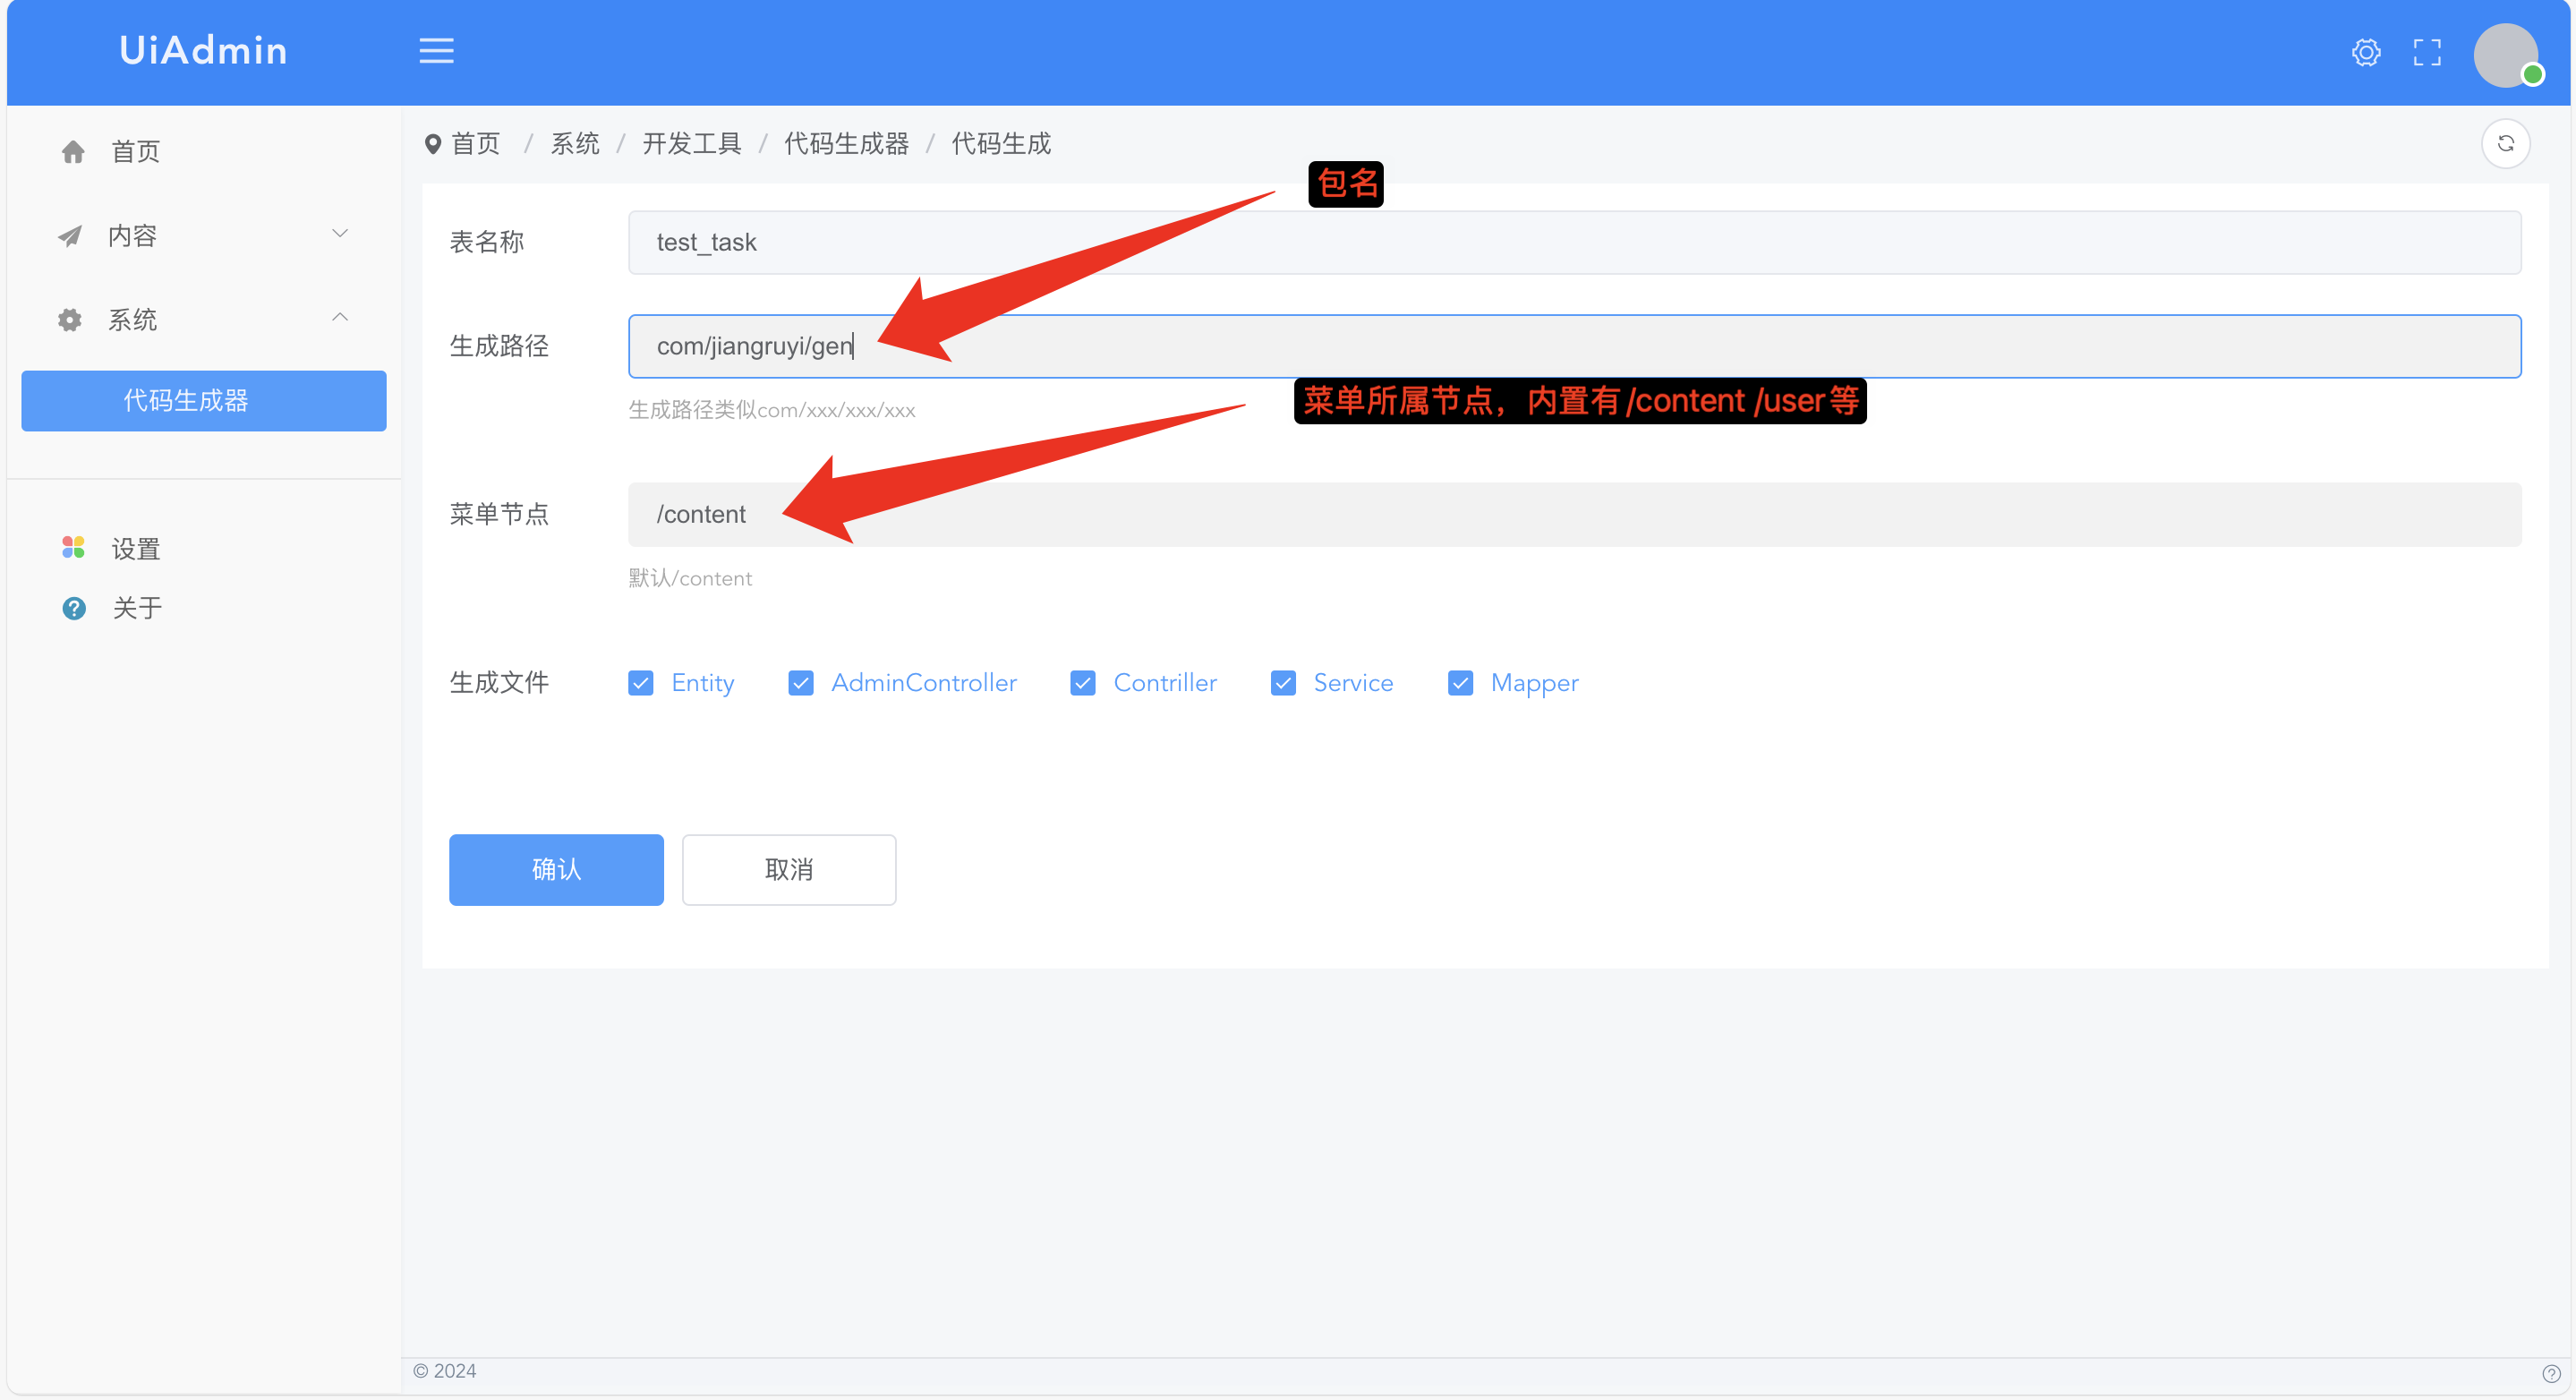 UiAdmin
首页
内容
系统
代码生成器
设置
关于
首页 / 系统 / 开发工具 / 代码生成器 / 代码生成
包名
表名称 test_task
生成路径 com/jiangruyi/gen
生成路径类似com/xxx/xxx/xxx
菜单所属节点，内置有/content /user等
菜单节点 /content
默认/content
生成文件 Entity AdminController Contriller Service Mapper
确认 取消
© 2024